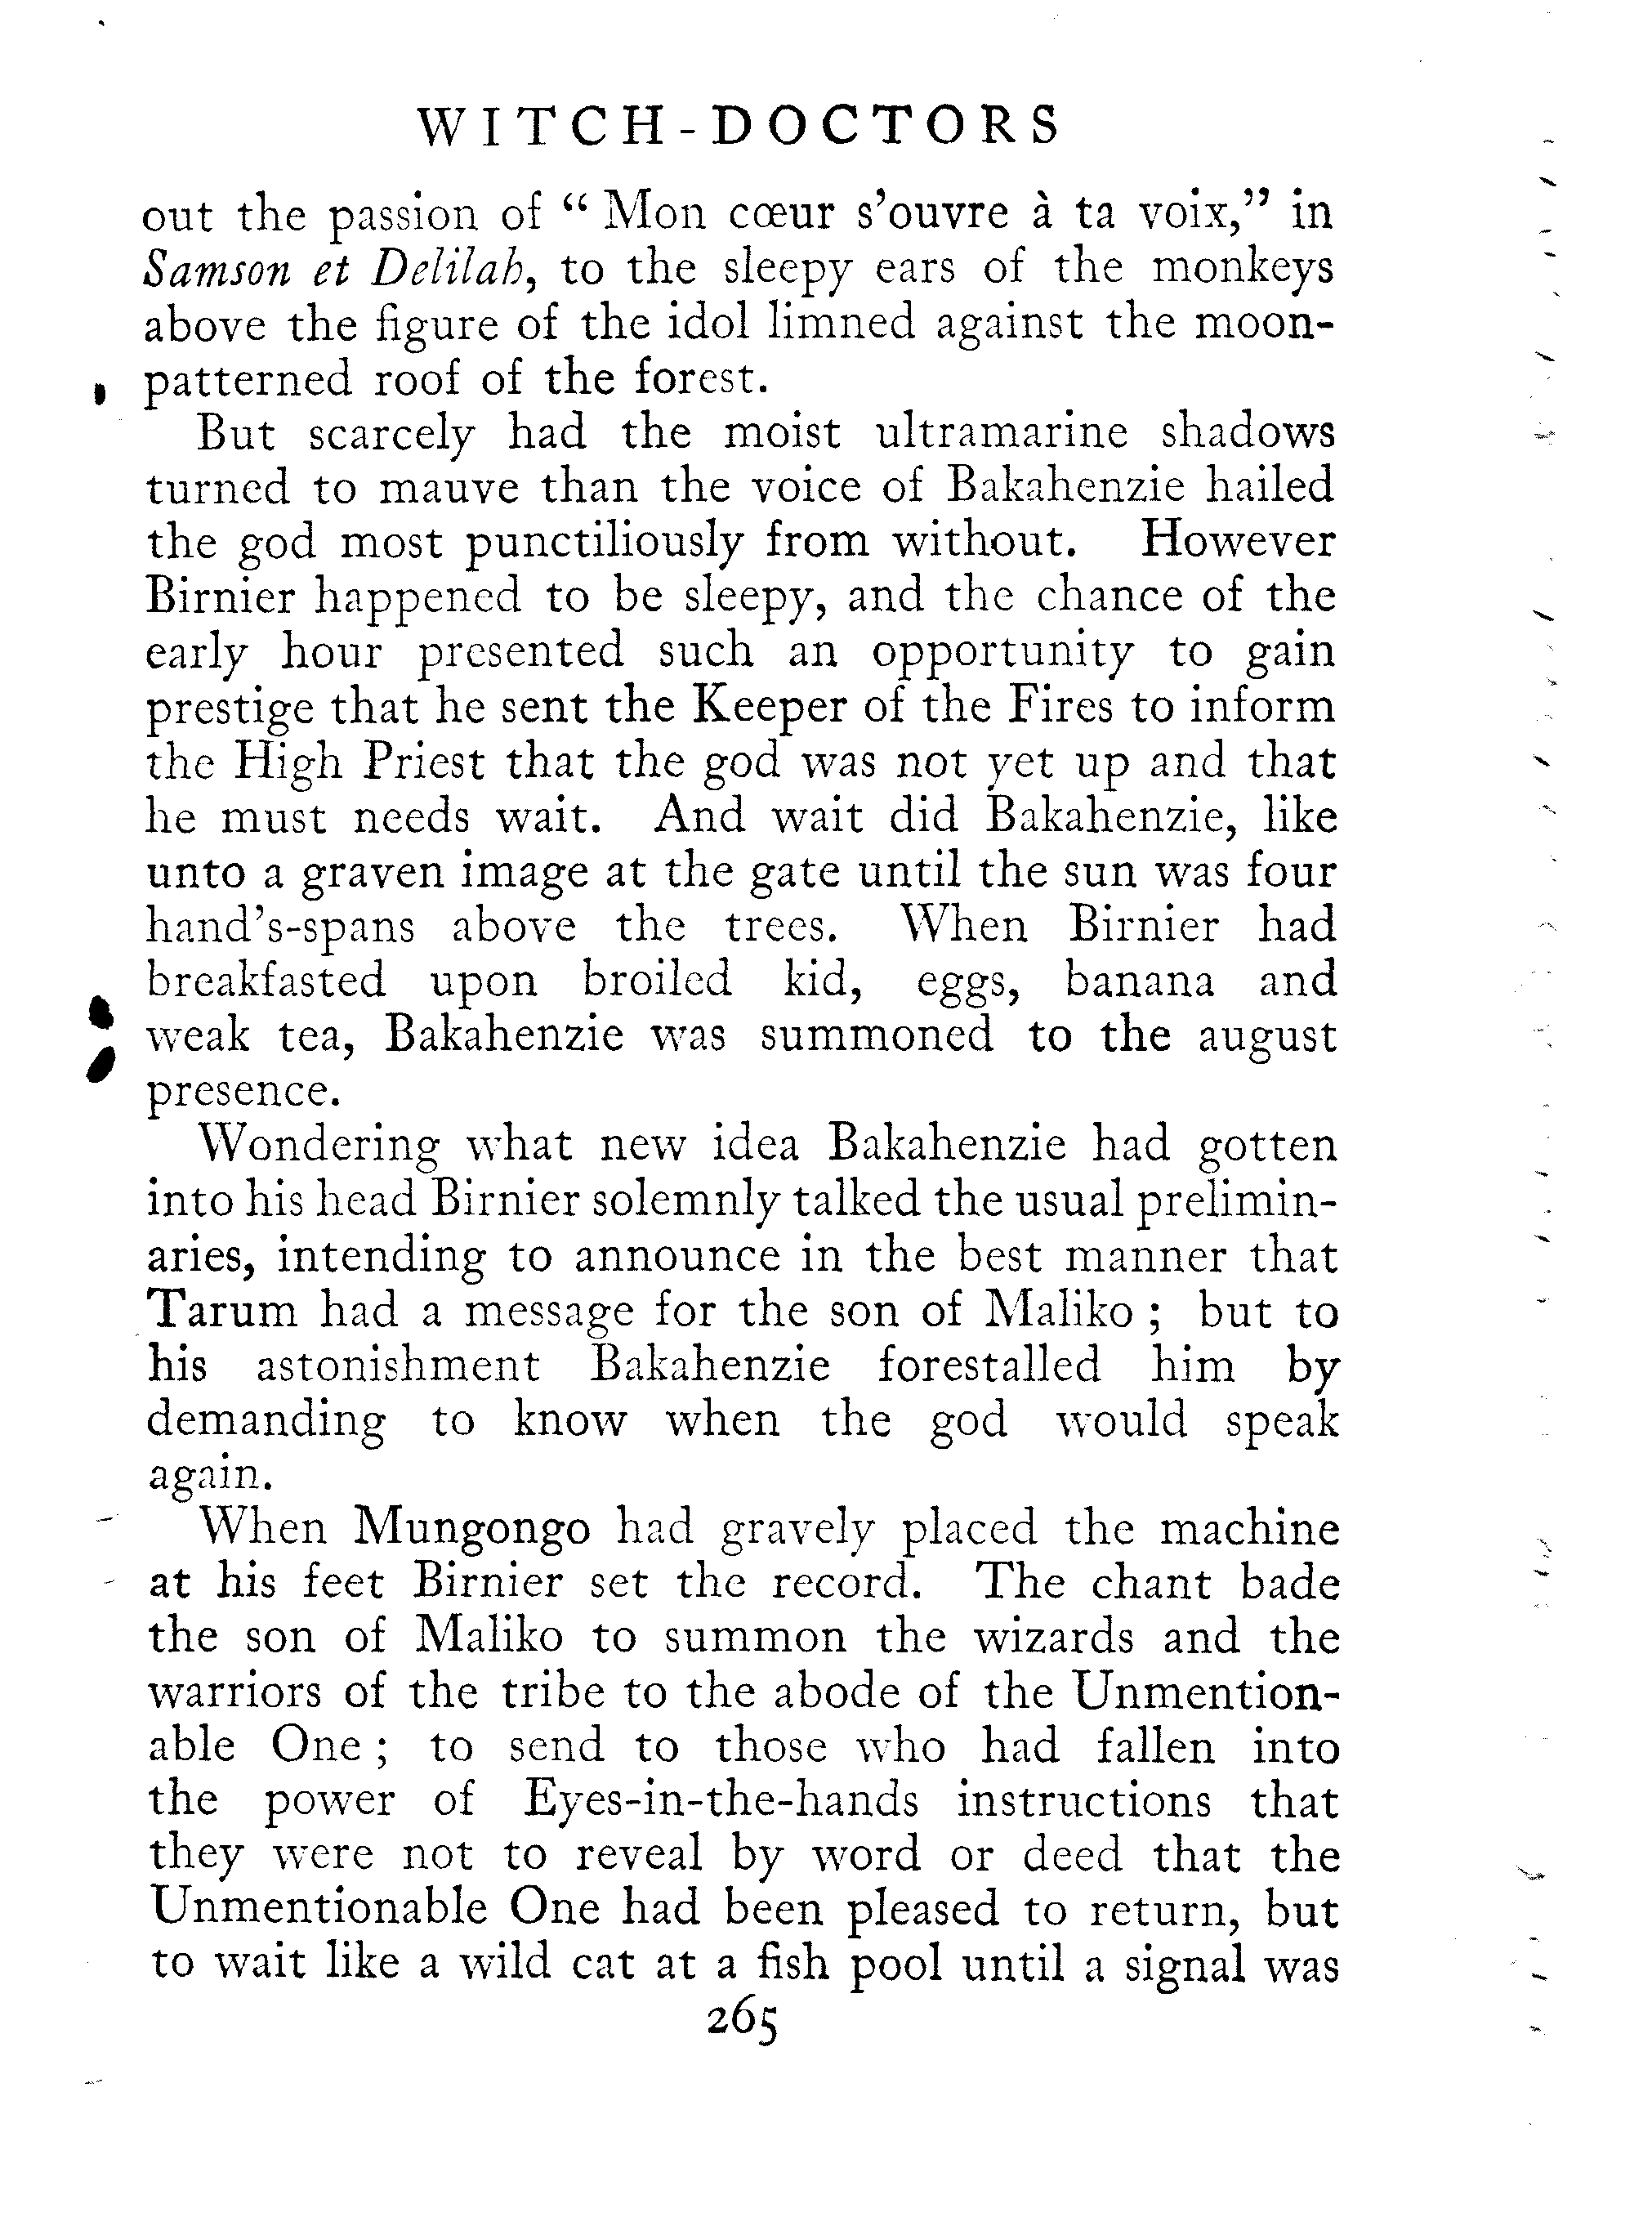 WITCH-DOCTORS
out the passion of “ Mon cœur s’ouvre à ta voix,” in
Samson et Delilah, to the sleepy ears of the monkeys
above the figure of the idol limned against the moon-
patterned roof of the forest.
But scarcely had the moist ultramarine shadows
turned to mauve than the voice of Bakahenzie hailed
the god most punctiliously from without. However
Birnier happened to be sleepy, and the chance of the
early hour presented such an opportunity to gain
prestige that he sent the Keeper of the Fires to inform
the High Priest that the god was not yet up and that
he must needs wait. And wait did Bakahenzie, like
unto a graven image at the gate until the sun was four
hand’s-spans above the trees. When Birnier had
breakfasted upon broiled kid, eggs, banana and
weak tea, Bakahenzie was summoned to the august
presence.
Wondering what new idea Bakahenzie had gotten
into his head Birnier solemnly talked the usual prelimin-
aries, intending to announce in the best manner that
Tarum had a message for the son of Maliko ; but to
his astonishment Bakahenzie forestalled him by
demanding to know when the god would speak
again.
When Mungongo had gravely placed the machine
at his feet Birnier set the record. The chant bade
the son of Maliko to summon the wizards and the
warriors of the tribe to the abode of the Unmention-
able One ; to send to those who had fallen into
the power of Eyes-in-the-hands instructions that
they were not to reveal by word or deed that the
Unmentionable One had been pleased to return, but
to wait like a wild cat at a fish pool until a signal was
265